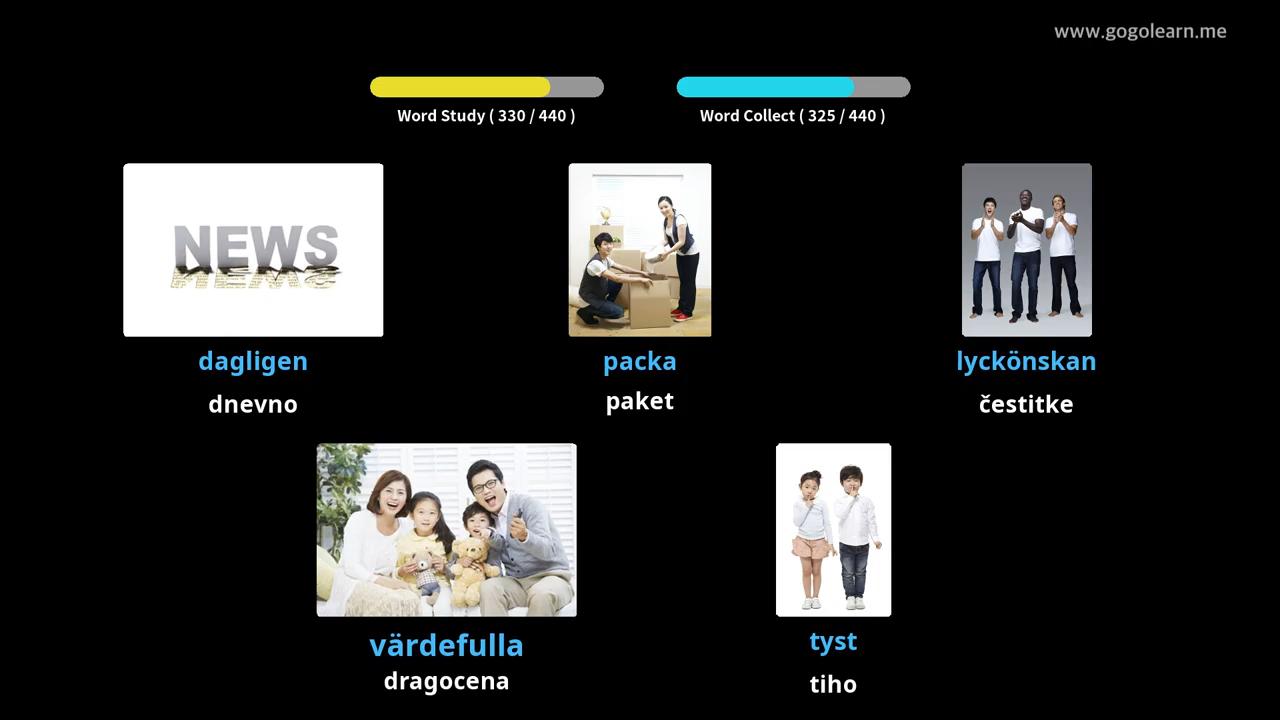 www.gogolearn.me
Word Study ( 330 / 440 )
Word Collect ( 325 / 440 )
NEWS
dagligen
packa
lyckönskan
dnevno
paket
čestitke
värdefulla
tyst
dragocena
tiho